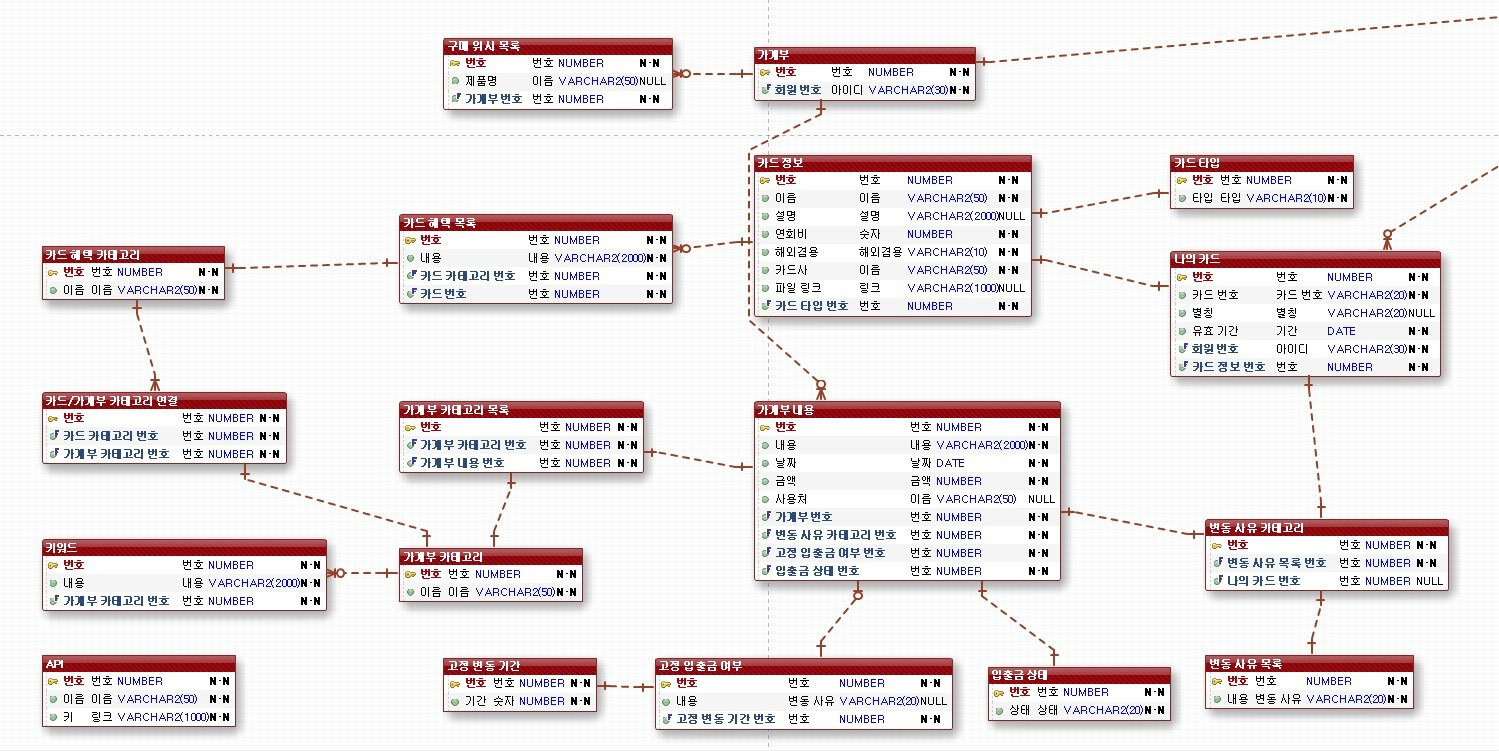 구매 위시 목록
번호 번호 NUMBER N-N
제품명 이름 VARCHAR2(50) NULL
가계부 번호 번호 NUMBER N-N
가계부
번호 번호 NUMBER N-N
회원 번호 아이디 VARCHAR2(30) N-N
카드 정보
번호 번호 NUMBER N-N
이름 이름 VARCHAR2(50) N-N
설명 설명 VARCHAR2(2000) NULL
연회비 숫자 NUMBER N-N
해외겸용 해외겸용 VARCHAR2(10) N-N
카드사 이름 VARCHAR2(50) N-N
파일 링크 링크 VARCHAR2(1000) NULL
카드 타입 번호 번호 NUMBER N-N
카드 타입
번호 번호 NUMBER N-N
타입 타입 VARCHAR2(10) N-N
카드 혜택 목록
번호 번호 NUMBER N-N
내용 내용 VARCHAR2(2000) N-N
카드 카테고리 번호 번호 NUMBER N-N
카드 번호 번호 NUMBER N-N
카드 혜택 카테고리
번호 번호 NUMBER N-N
이름 이름 VARCHAR2(50) N-N
나의 카드
번호 번호 NUMBER N-N
카드 번호 카드 번호 VARCHAR2(20) N-N
별칭 별칭 VARCHAR2(20) NULL
유효 기간 기간 DATE N-N
회원 번호 아이디 VARCHAR2(30) N-N
카드 정보 번호 번호 NUMBER N-N
카드/가계부 카테고리 연결
번호 번호 NUMBER N-N
카드 카테고리 번호 번호 NUMBER N-N
가계부 카테고리 번호 번호 NUMBER N-N
가계부 카테고리 목록
번호 번호 NUMBER N-N
가계부 카테고리 번호 번호 NUMBER N-N
가계부 내용 번호 번호 NUMBER N-N
가계부 내용
번호 번호 NUMBER N-N
내용 내용 VARCHAR2(2000) N-N
날짜 날짜 DATE N-N
금액 금액 NUMBER N-N
사용처 이름 VARCHAR2(50) NULL
가계부 번호 번호 NUMBER N-N
변동 사유 카테고리 번호 번호 NUMBER N-N
고정 입출금 여부 번호 번호 NUMBER N-N
입출금 상태 번호 번호 NUMBER N-N
변동 사유 카테고리
번호 번호 NUMBER N-N
변동 사유 목록 번호 번호 NUMBER N-N
나의 카드 번호 번호 NUMBER NULL
키워드
번호 번호 NUMBER N-N
내용 내용 VARCHAR2(2000) N-N
가계부 카테고리 번호 번호 NUMBER N-N
가계부 카테고리
번호 번호 NUMBER N-N
이름 이름 VARCHAR2(50) N-N
API
번호 번호 NUMBER N-N
이름 이름 VARCHAR2(50) N-N
키 링크 VARCHAR2(1000) N-N
고정 변동 기간
번호 번호 NUMBER N-N
기간 숫자 NUMBER N-N
고정 입출금 여부
번호 번호 NUMBER N-N
내용 변동 사유 VARCHAR2(20) NULL
고정 변동 기간 번호 번호 NUMBER N-N
입출금 상태
번호 번호 NUMBER N-N
상태 상태 VARCHAR2(20) N-N
변동 사유 목록
번호 번호 NUMBER N-N
내용 변동 사유 VARCHAR2(20) N-N